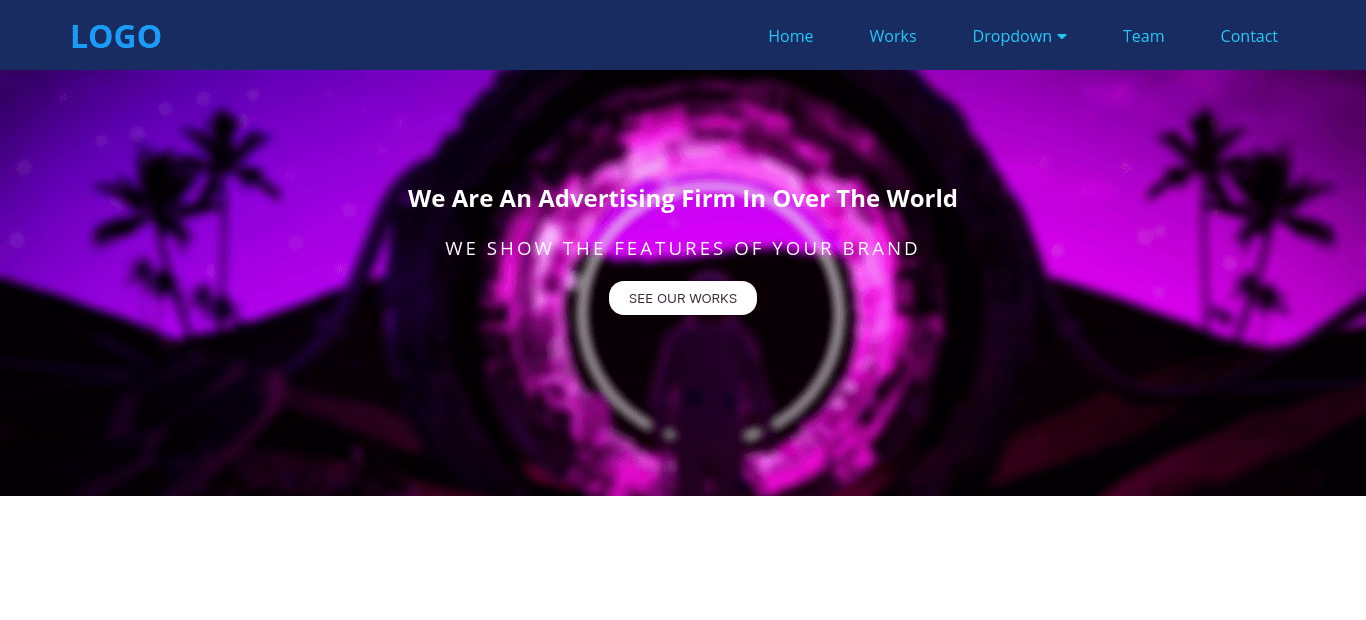 LOGO
Home Works Dropdown Team Contact
We Are An Advertising Firm In Over The World
WE SHOW THE FEATURES OF YOUR BRAND
SEE OUR WORKS